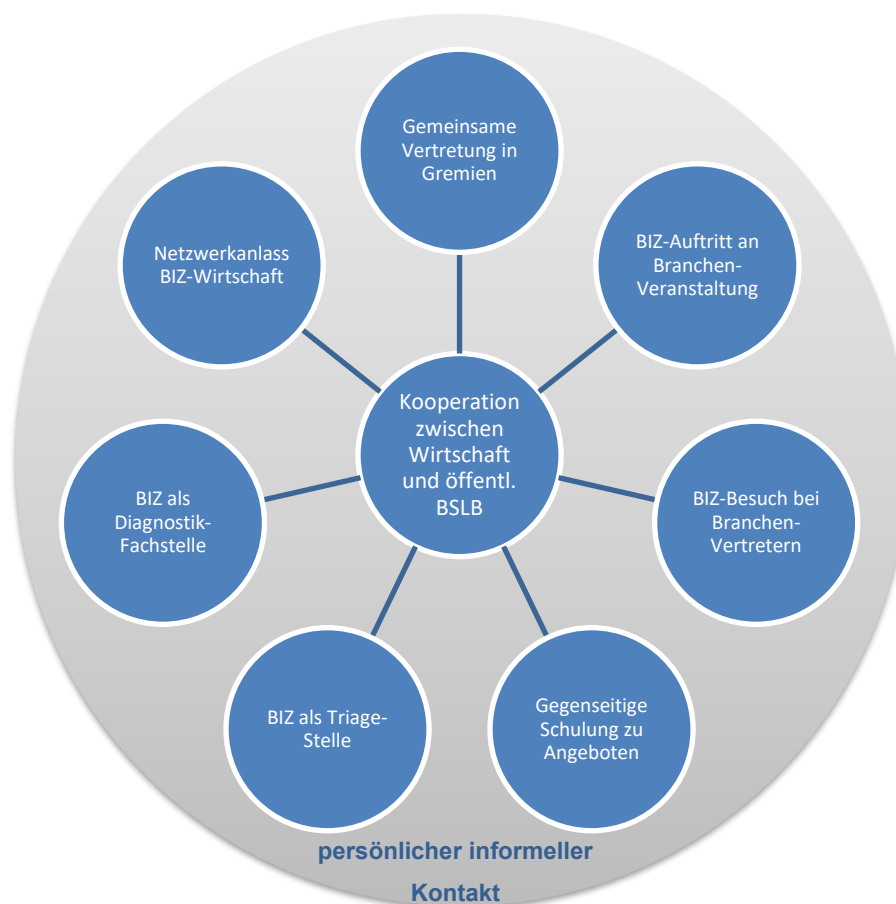 Gemeinsame
Vertretung in
Gremien
BIZ-Auftritt an
Branchen-
Veranstaltung
BIZ-Besuch bei
Branchen-
Vertretern
Gegenseitige
Schulung zu
Angeboten
BIZ als Triage-
Stelle
BIZ als
Diagnostik-
Fachstelle
Netzwerkanlass
BIZ-Wirtschaft
Kooperation
zwischen
Wirtschaft
und öffentl.
BSLB
persönlicher informeller
Kontakt